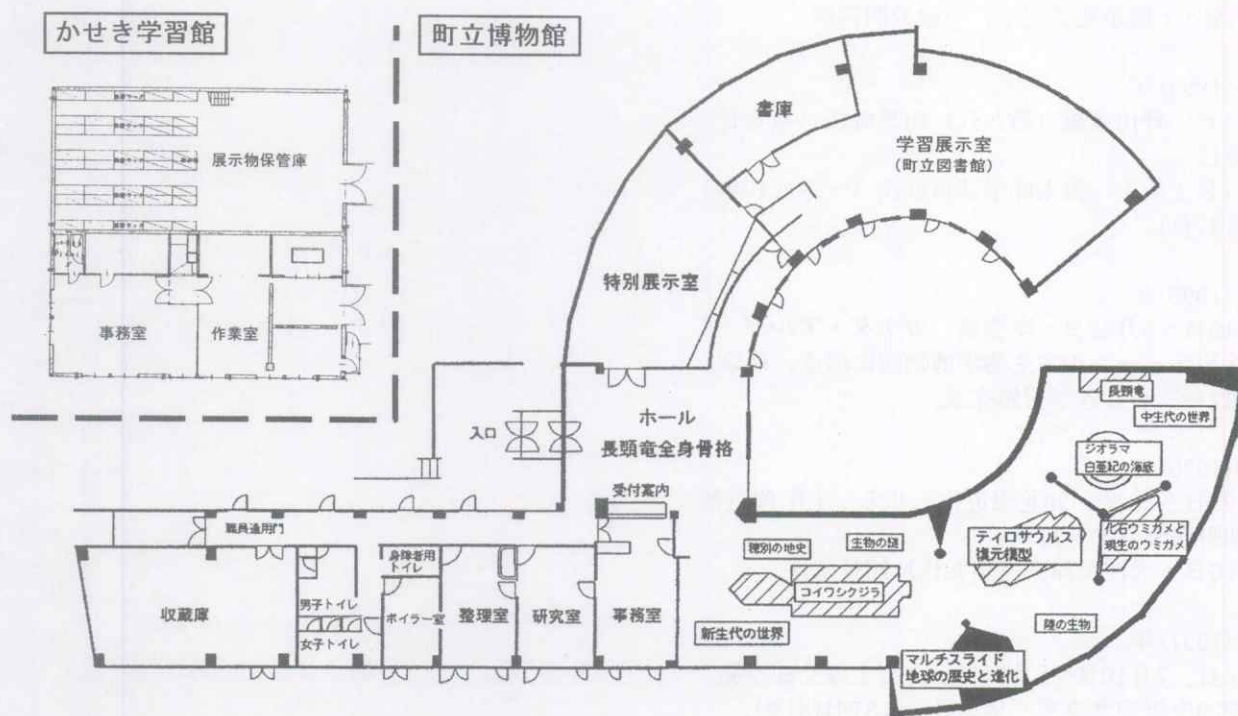 かせき学習館
町立博物館
展示物保管庫
事務室
作業室
書庫
学習展示室
(町立図書館)
特別展示室
入口
ホール
長頸竜全身骨格
受付案内
職員通用門
収蔵庫
男子トイレ
女子トイレ
身障者用
トイレ
ボイラー室
整理室
研究室
事務室
穂別の地史
生物の謎
コイワシクジラ
新生代の世界
長頸竜
中生代の世界
ジオラマ
白亜紀の海底
ティロサウルス
復元模型
化石ウミガメと
現生のウミガメ
陸の生物
マルチスライド
地球の歴史と進化